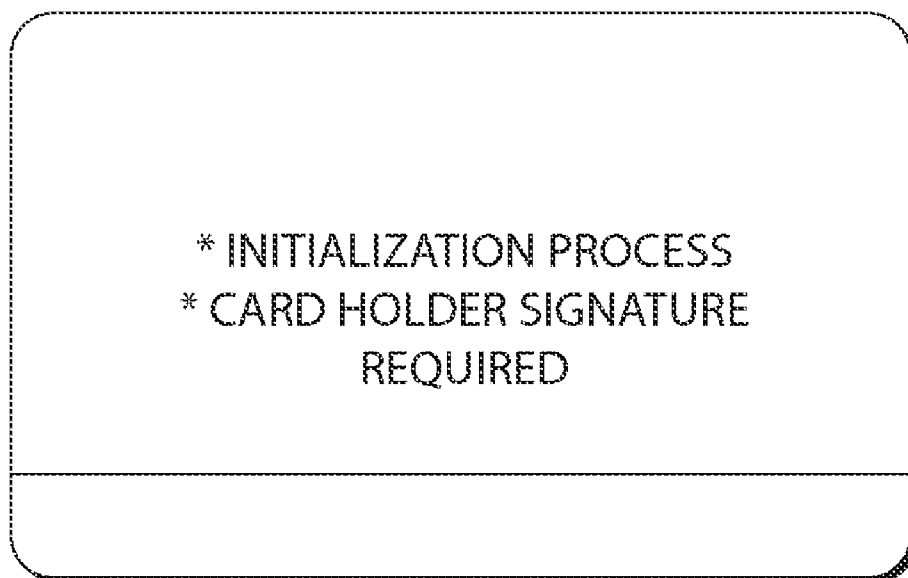 * INITIALIZATION PROCESS
* CARD HOLDER SIGNATURE
REQUIRED